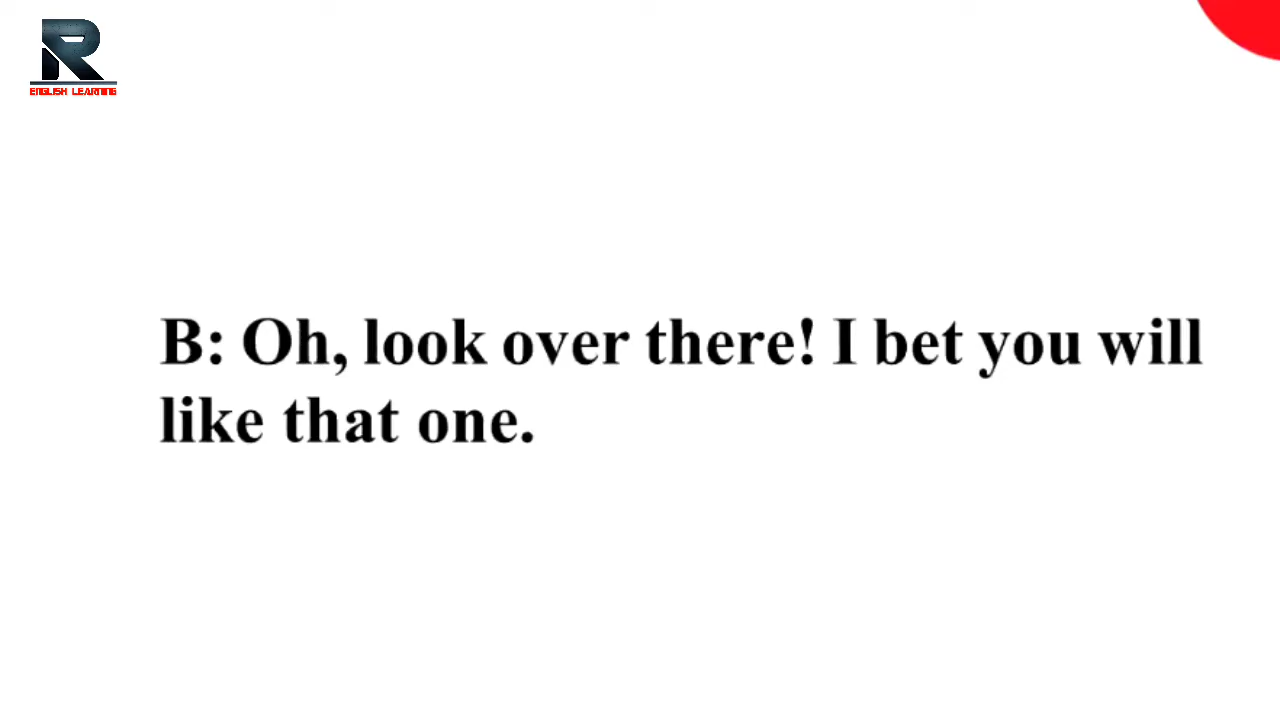 R
ENGLISH LEARNING
B: Oh, look over there! I bet you will
like that one.